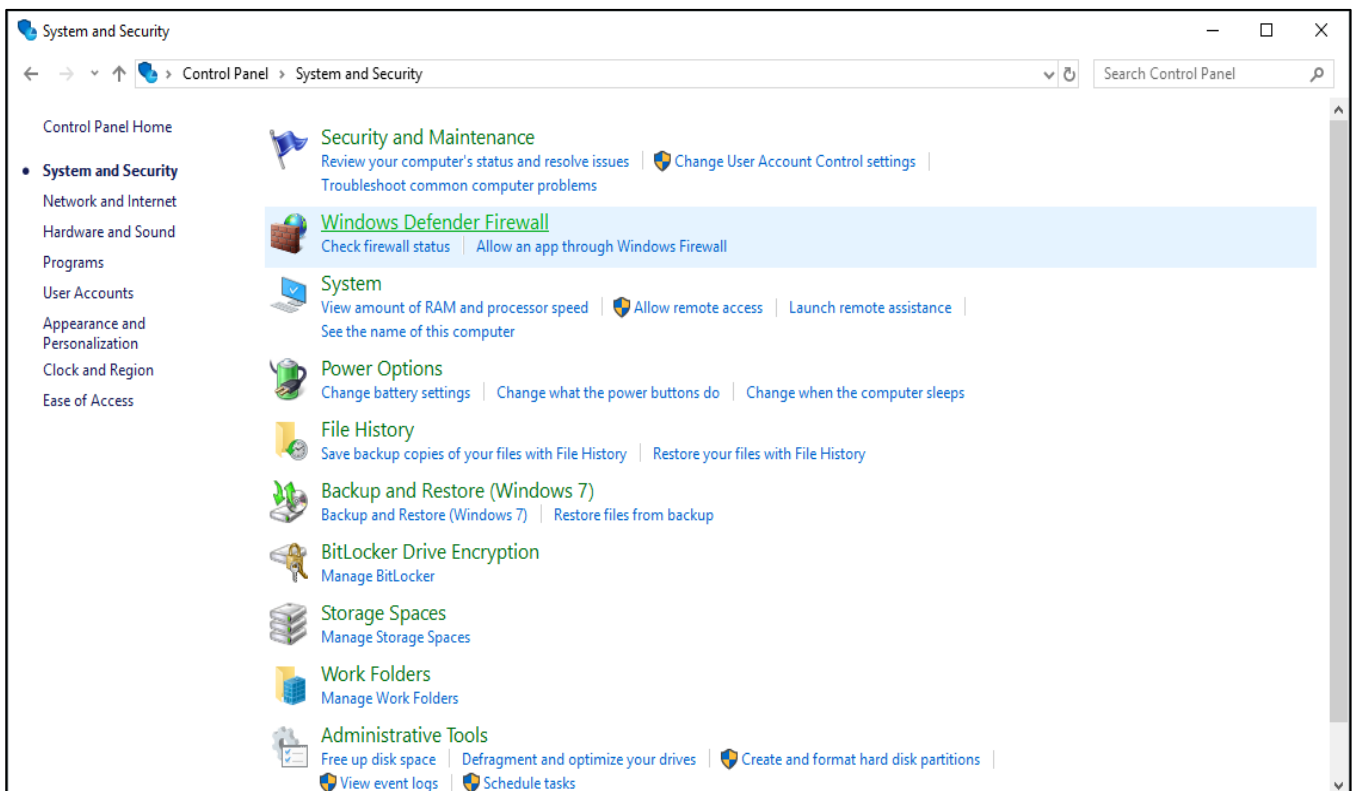 System and Security
Control Panel > System and Security
Search Control Panel
Control Panel Home
System and Security
Network and Internet
Hardware and Sound
Programs
User Accounts
Appearance and
Personalization
Clock and Region
Ease of Access
Security and Maintenance
Review your computer's status and resolve issues | Change User Account Control settings |
Troubleshoot common computer problems
Windows Defender Firewall
Check firewall status | Allow an app through Windows Firewall
System
View amount of RAM and processor speed | Allow remote access | Launch remote assistance |
See the name of this computer
Power Options
Change battery settings | Change what the power buttons do | Change when the computer sleeps
File History
Save backup copies of your files with File History | Restore your files with File History
Backup and Restore (Windows 7)
Backup and Restore (Windows 7) | Restore files from backup
BitLocker Drive Encryption
Manage BitLocker
Storage Spaces
Manage Storage Spaces
Work Folders
Manage Work Folders
Administrative Tools
Free up disk space | Defragment and optimize your drives | Create and format hard disk partitions |
View event logs | Schedule tasks